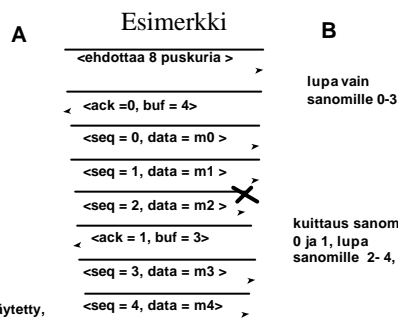 Esimerkki
A
B
<ehdottaa 8 puskuria >
lupa vain
sanomille 0-3
<ack =0, buf = 4>
<seq = 0, data = m0 >
<seq = 1, data = m1 >
<seq = 2, data = m2 >
kuittaus sanom
0 ja 1, lupa
sanomille 2- 4,
<ack = 1, buf = 3>
<seq = 3, data = m3 >
<seq = 4, data = m4>
äytetty,